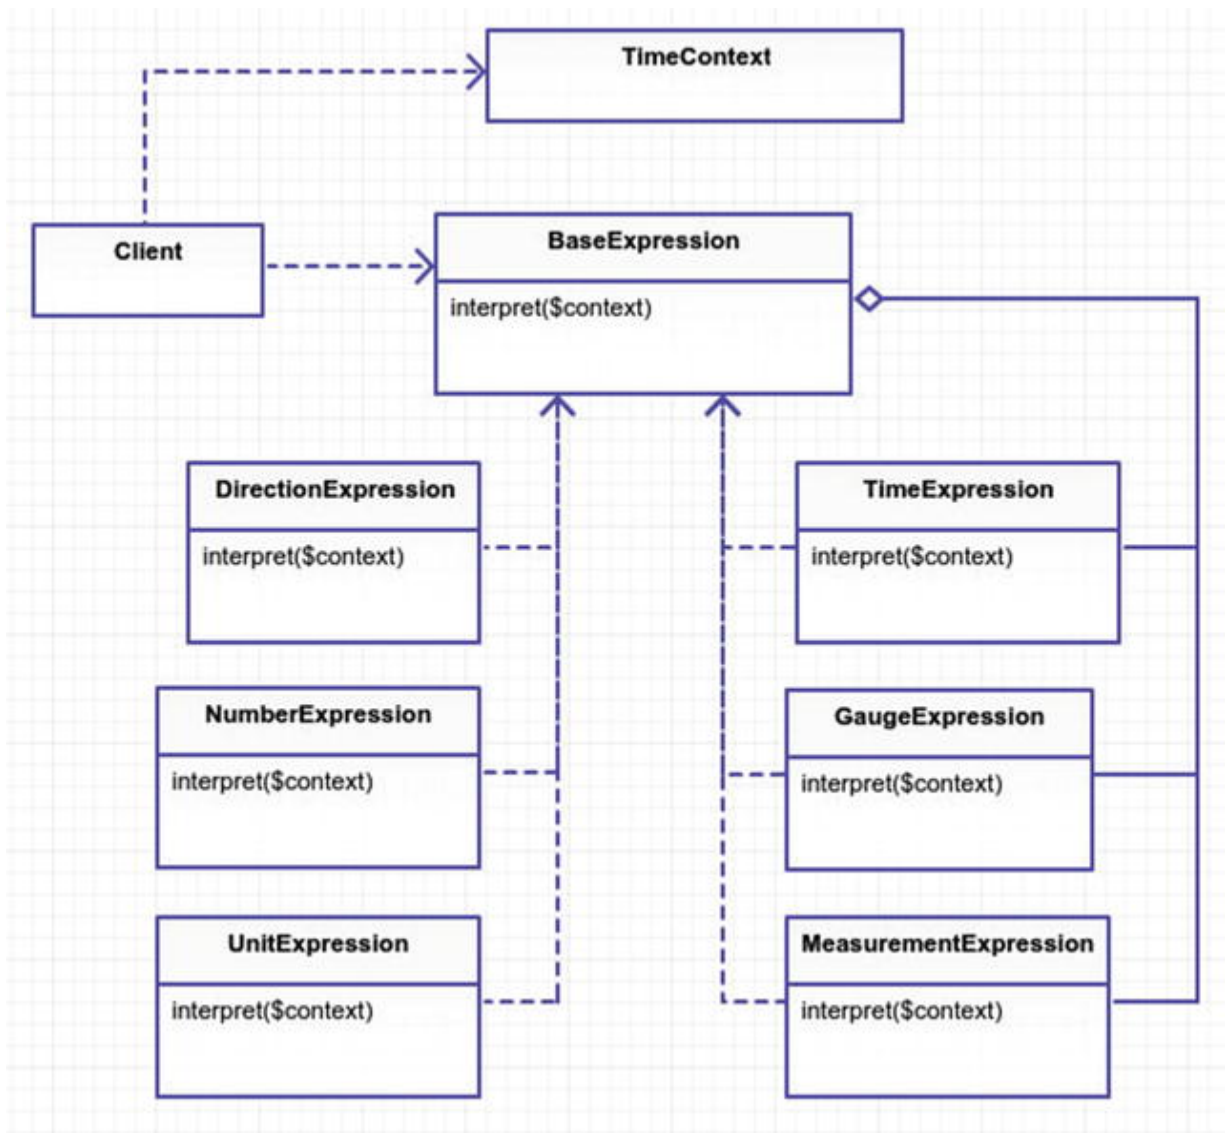 TimeContext
Client
BaseExpression
interpret($context)
DirectionExpression
interpret($context)
TimeExpression
interpret($context)
NumberExpression
interpret($context)
GaugeExpression
interpret($context)
UnitExpression
interpret($context)
MeasurementExpression
interpret($context)